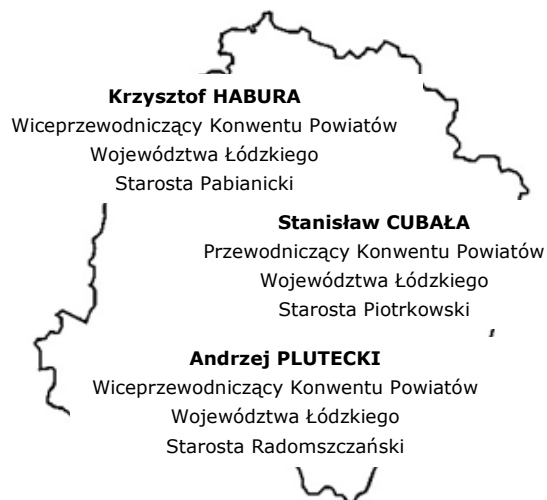 Krzysztof HABURA
Wiceprzewodniczący Konwentu Powiatów
Województwa Łódzkiego
Starosta Pabianicki
Stanisław CUBAŁA
Przewodniczący Konwentu Powiatów
Województwa Łódzkiego
Starosta Piotrkowski
Andrzej PLUTECKI
Wiceprzewodniczący Konwentu Powiatów
Województwa Łódzkiego
Starosta Radomszczański